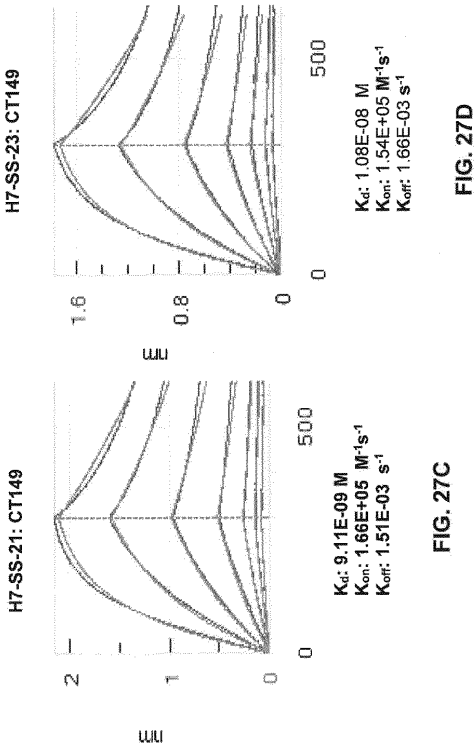 H7-SS-21: CT149
nm
2
1
0
0
500
Kd: 9.11E-09 M
Kon: 1.66E+05 M-1s-1
Koff: 1.51E-03 s-1
FIG. 27C
H7-SS-23: CT149
nm
1.6
0.8
0
0
500
Kd: 1.08E-08 M
Kon: 1.54E+05 M-1s-1
Koff: 1.66E-03 s-1
FIG. 27D